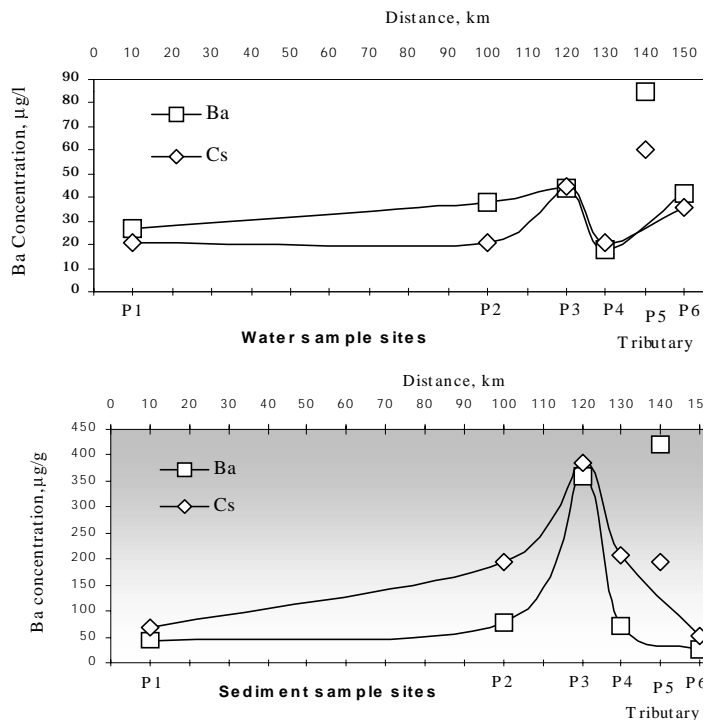 Distance, km
0 10 20 30 40 50 60 70 80 90 100 110 120 130 140 150
Ba Concentration, µg/l
90
80
70
60
50
40
30
20
10
0
Ba
Cs
P1 P2 P3 P4 P5 P6
Water sample sites
Tributary
Distance, km
0 10 20 30 40 50 60 70 80 90 100 110 120 130 140 15
Ba concentration,µg/g
450
400
350
300
250
200
150
100
50
0
Ba
Cs
P1 P2 P3 P4 P5 P6
Sediment sample sites
Tributary